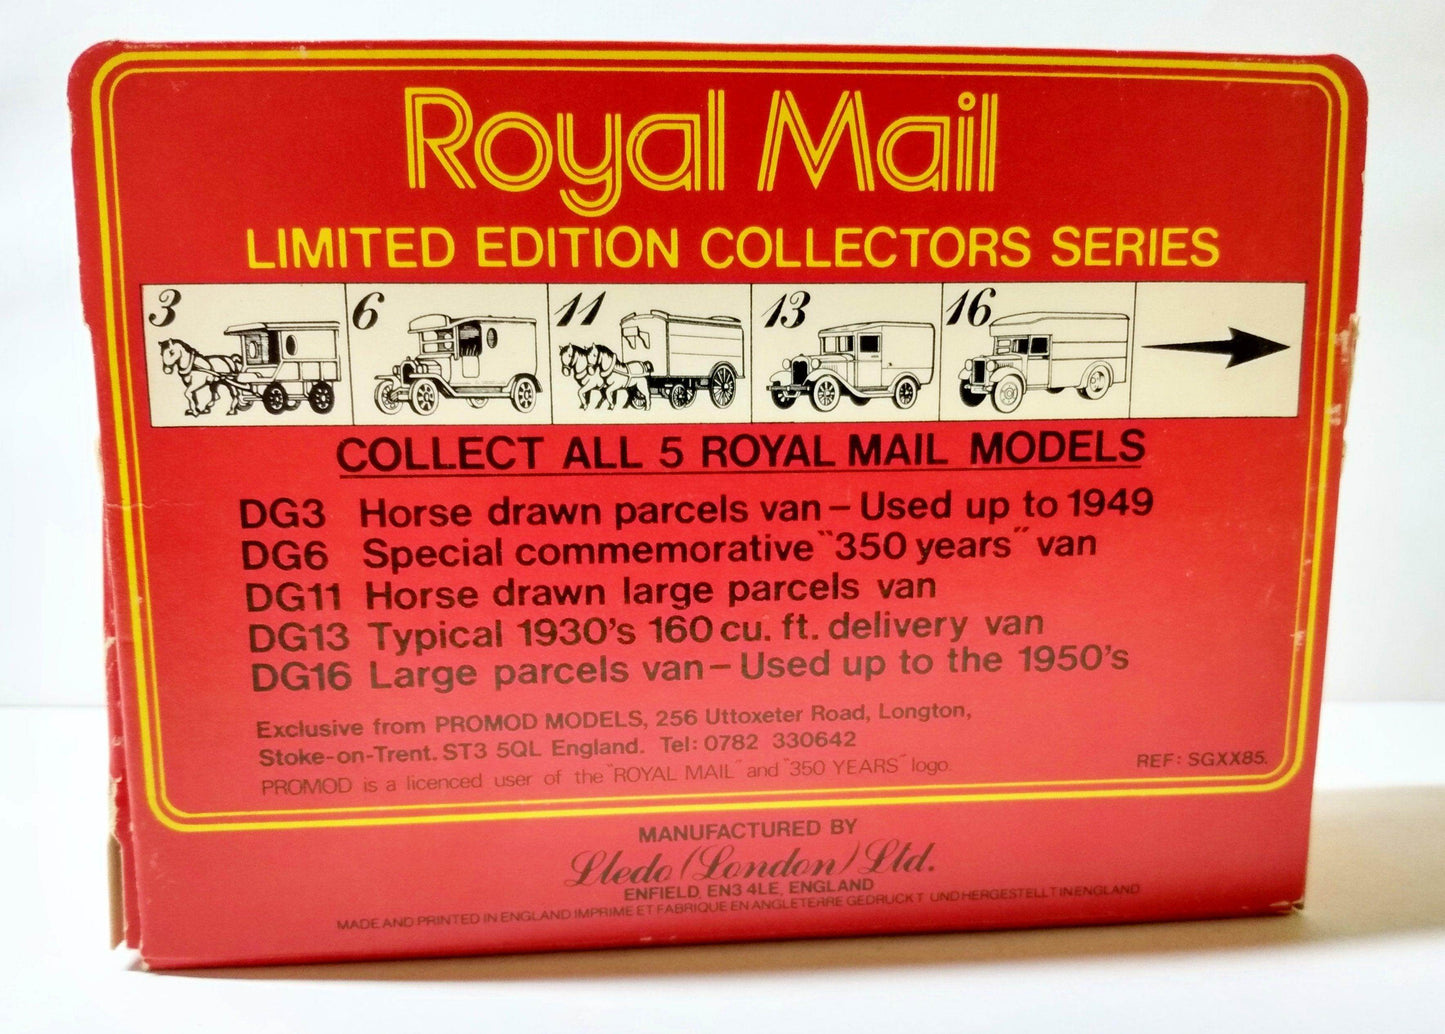 Royal Mail
LIMITED EDITION COLLECTORS SERIES
3 6 11 13 16
COLLECT ALL 5 ROYAL MAIL MODELS
DG3 Horse drawn parcels van – Used up to 1949
DG6 Special commemorative "350 years" van
DG11 Horse drawn large parcels van
DG13 Typical 1930's 160 cu. ft. delivery van
DG16 Large parcels van – Used up to the 1950's
Exclusive from PROMOD MODELS, 256 Uttoxeter Road, Longton,
Stoke-on-Trent. ST3 5QL England. Tel: 0782 330642
PROMOD is a licenced user of the "ROYAL MAIL" and "350 YEARS" logo.
REF: SGXX85.
MANUFACTURED BY
Lledo (London) Ltd.
ENFIELD, EN3 4LE, ENGLAND
MADE AND PRINTED IN ENGLAND IMPRIME ET FABRIQUE EN ANGLETERRE GEDRUCKT UND HERGESTELLT IN ENGLAND